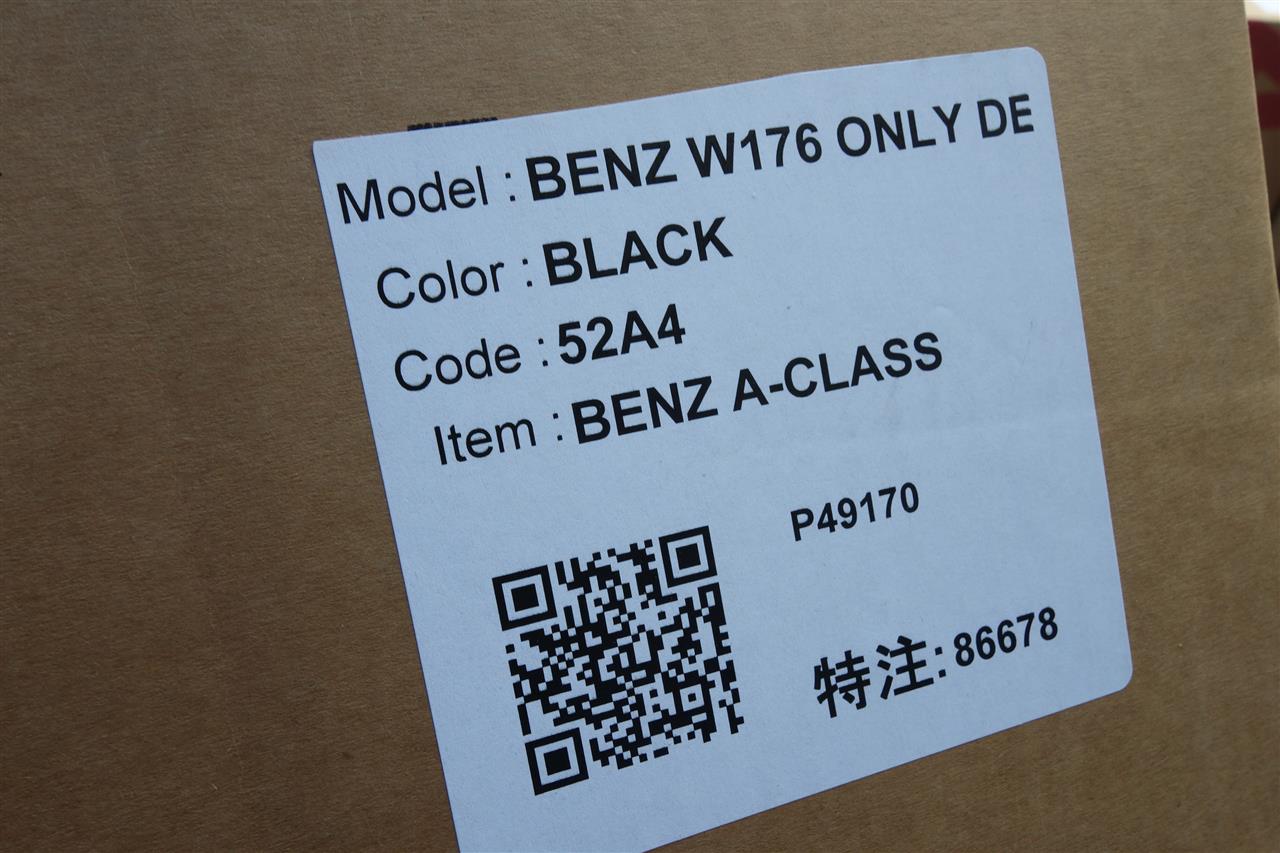 Model : BENZ W176 ONLY DE
Color : BLACK
Code : 52A4
Item : BENZ A-CLASS
P49170
特注: 86678